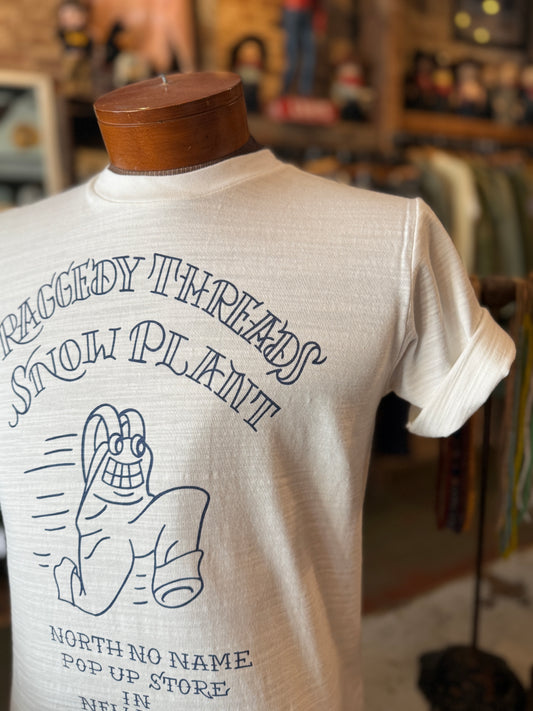 RAGGEDY THREADS
SNOW PLANT
NORTH NO NAME
POP UP STORE
IN